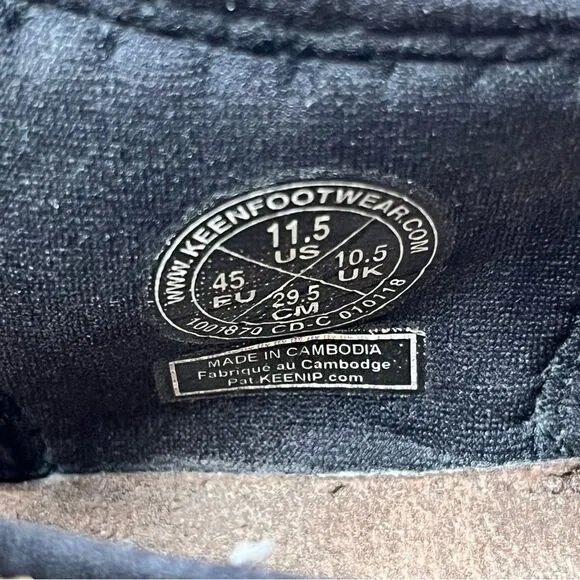 WWW.KEENFOOTWEAR.COM
11.5
US
45
EU
10.5
UK
29.5
CM
1001870 CD-C 010118
MADE IN CAMBODIA
Fabriqué au Cambodge
Pat.KEENIP.com